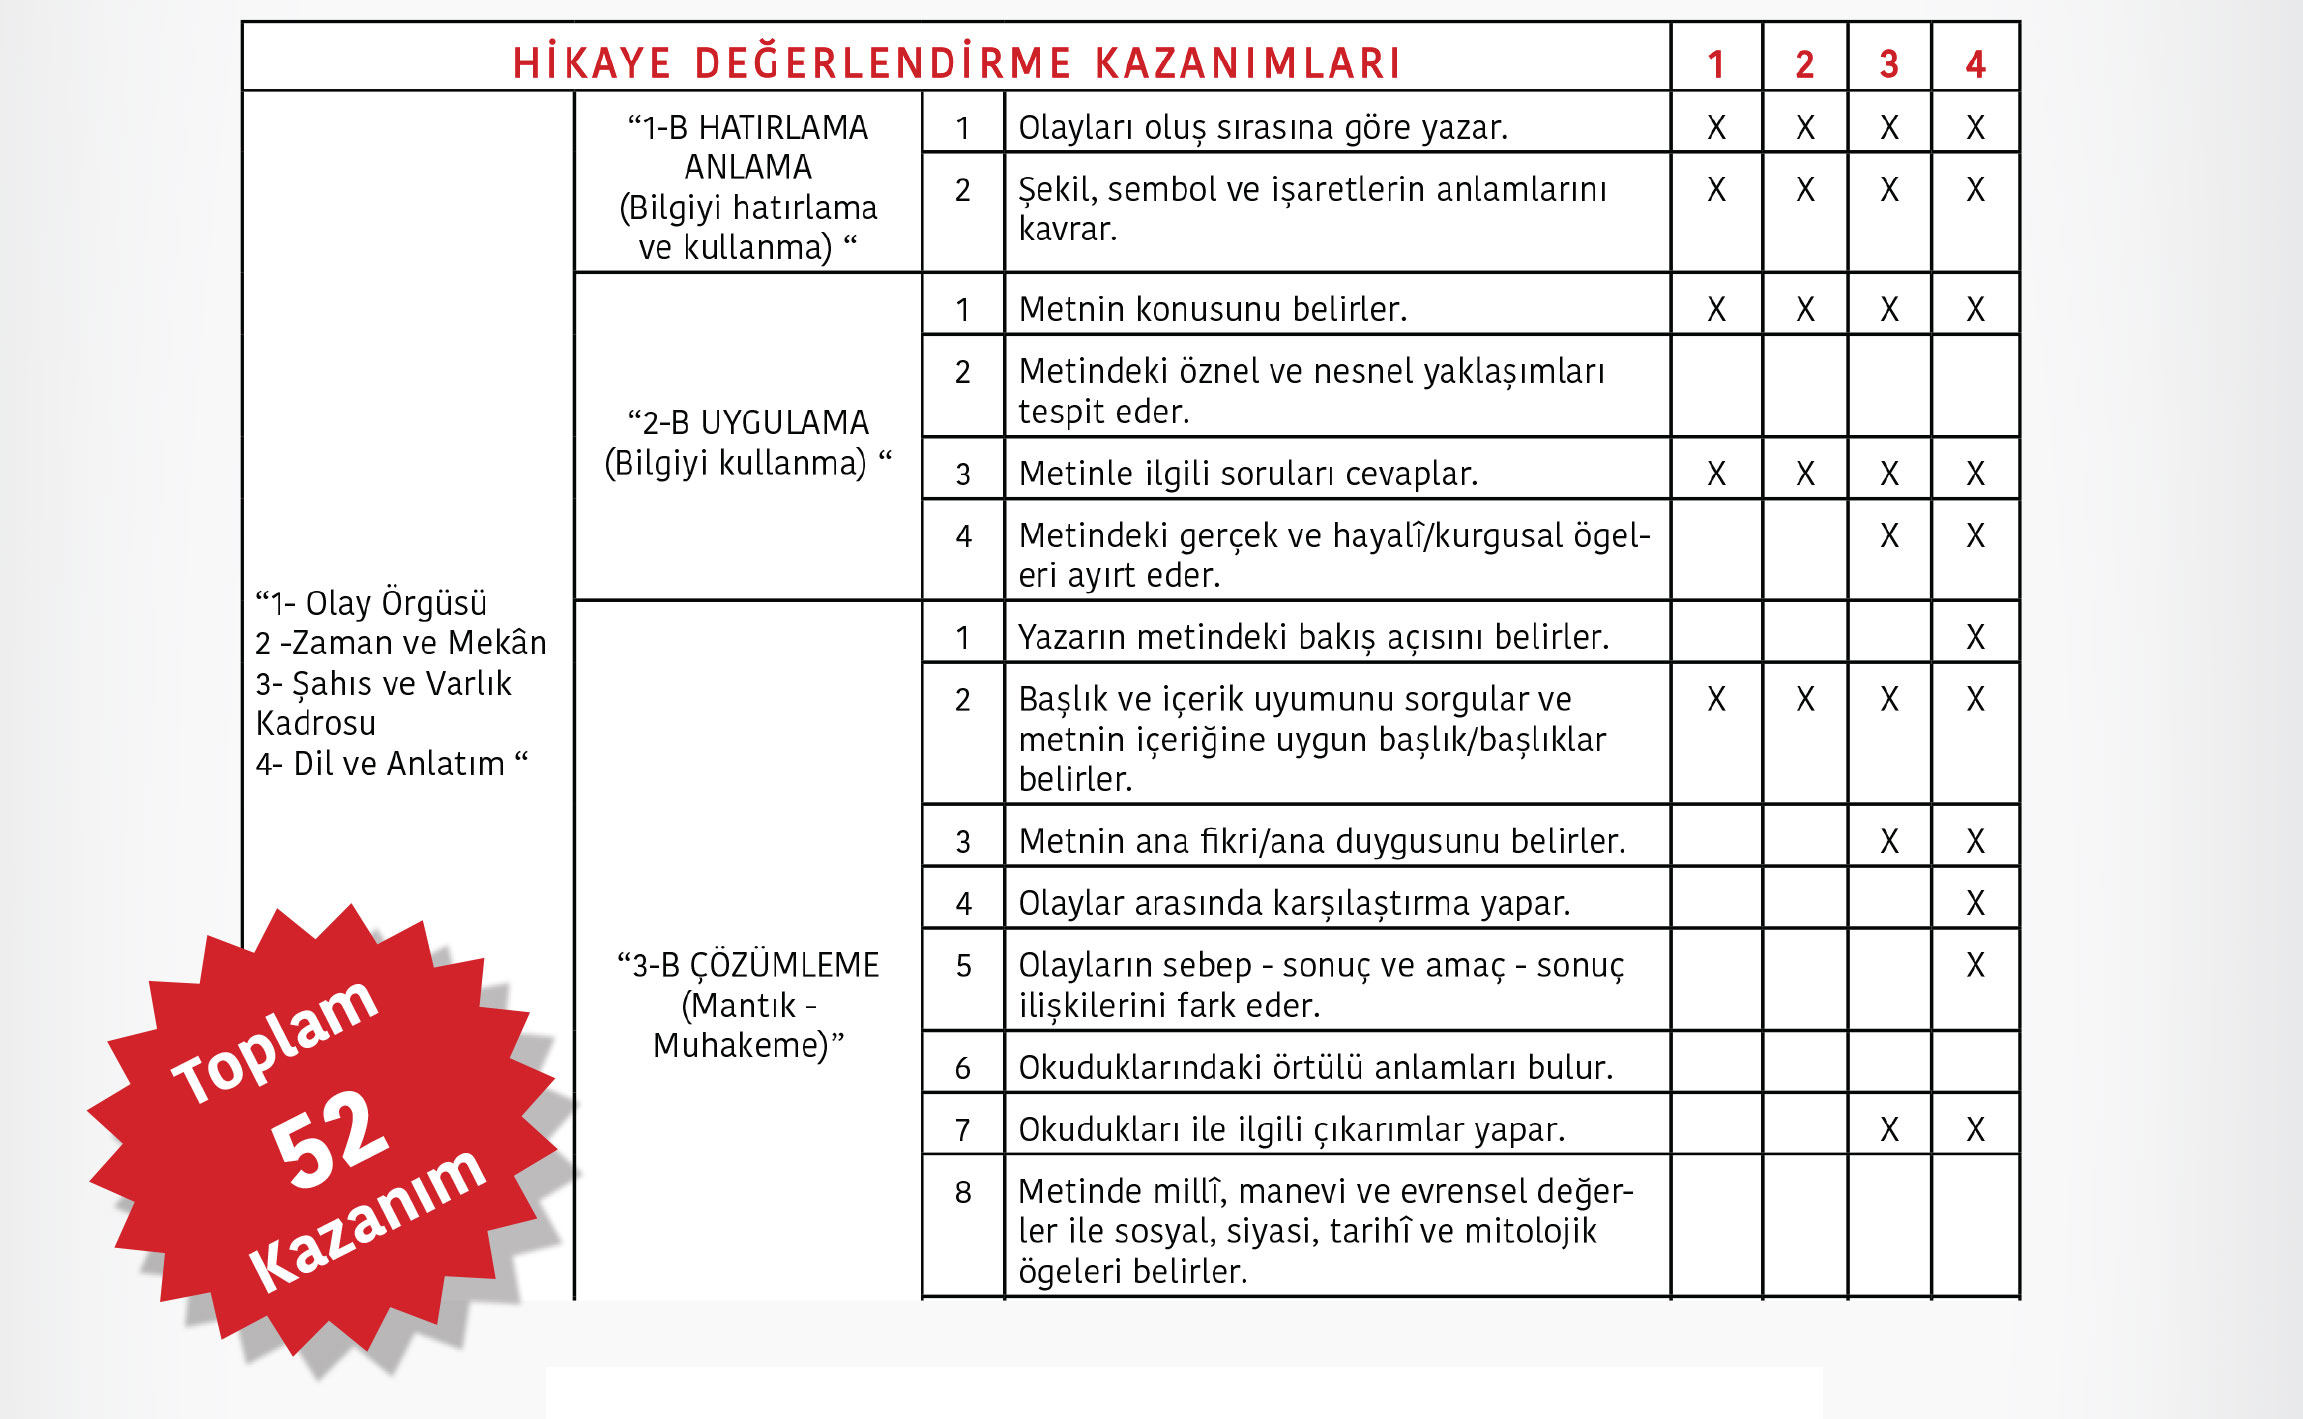 HİKAYE DEĞERLENDİRME KAZANIMLARI 1 2 3 4
“1- Olay Örgüsü
2 -Zaman ve Mekân
3- Şahıs ve Varlık
Kadrosu
4- Dil ve Anlatım “
“1-B HATIRLAMA
ANLAMA
(Bilgiyi hatırlama
ve kullanma) “
1 Olayları oluş sırasına göre yazar. X X X X
2 Şekil, sembol ve işaretlerin anlamlarını X X X X
kavrar.
“2-B UYGULAMA
(Bilgiyi kullanma) “
1 Metnin konusunu belirler. X X X X
2 Metindeki öznel ve nesnel yaklaşımları
tespit eder.
3 Metinle ilgili soruları cevaplar. X X X X
4 Metindeki gerçek ve hayalî/kurgusal ögel- X X
eri ayırt eder.
“3-B ÇÖZÜMLEME
(Mantık -
Muhakeme)”
1 Yazarın metindeki bakış açısını belirler. X
2 Başlık ve içerik uyumunu sorgular ve X X X X
metnin içeriğine uygun başlık/başlıklar
belirler.
3 Metnin ana fikri/ana duygusunu belirler. X X
4 Olaylar arasında karşılaştırma yapar. X
5 Olayların sebep - sonuç ve amaç - sonuç X
ilişkilerini fark eder.
6 Okuduklarındaki örtülü anlamları bulur.
7 Okudukları ile ilgili çıkarımlar yapar. X X
8 Metinde millî, manevi ve evrensel değer-
ler ile sosyal, siyasi, tarihî ve mitolojik
ögeleri belirler.
Toplam
52
Kazanım